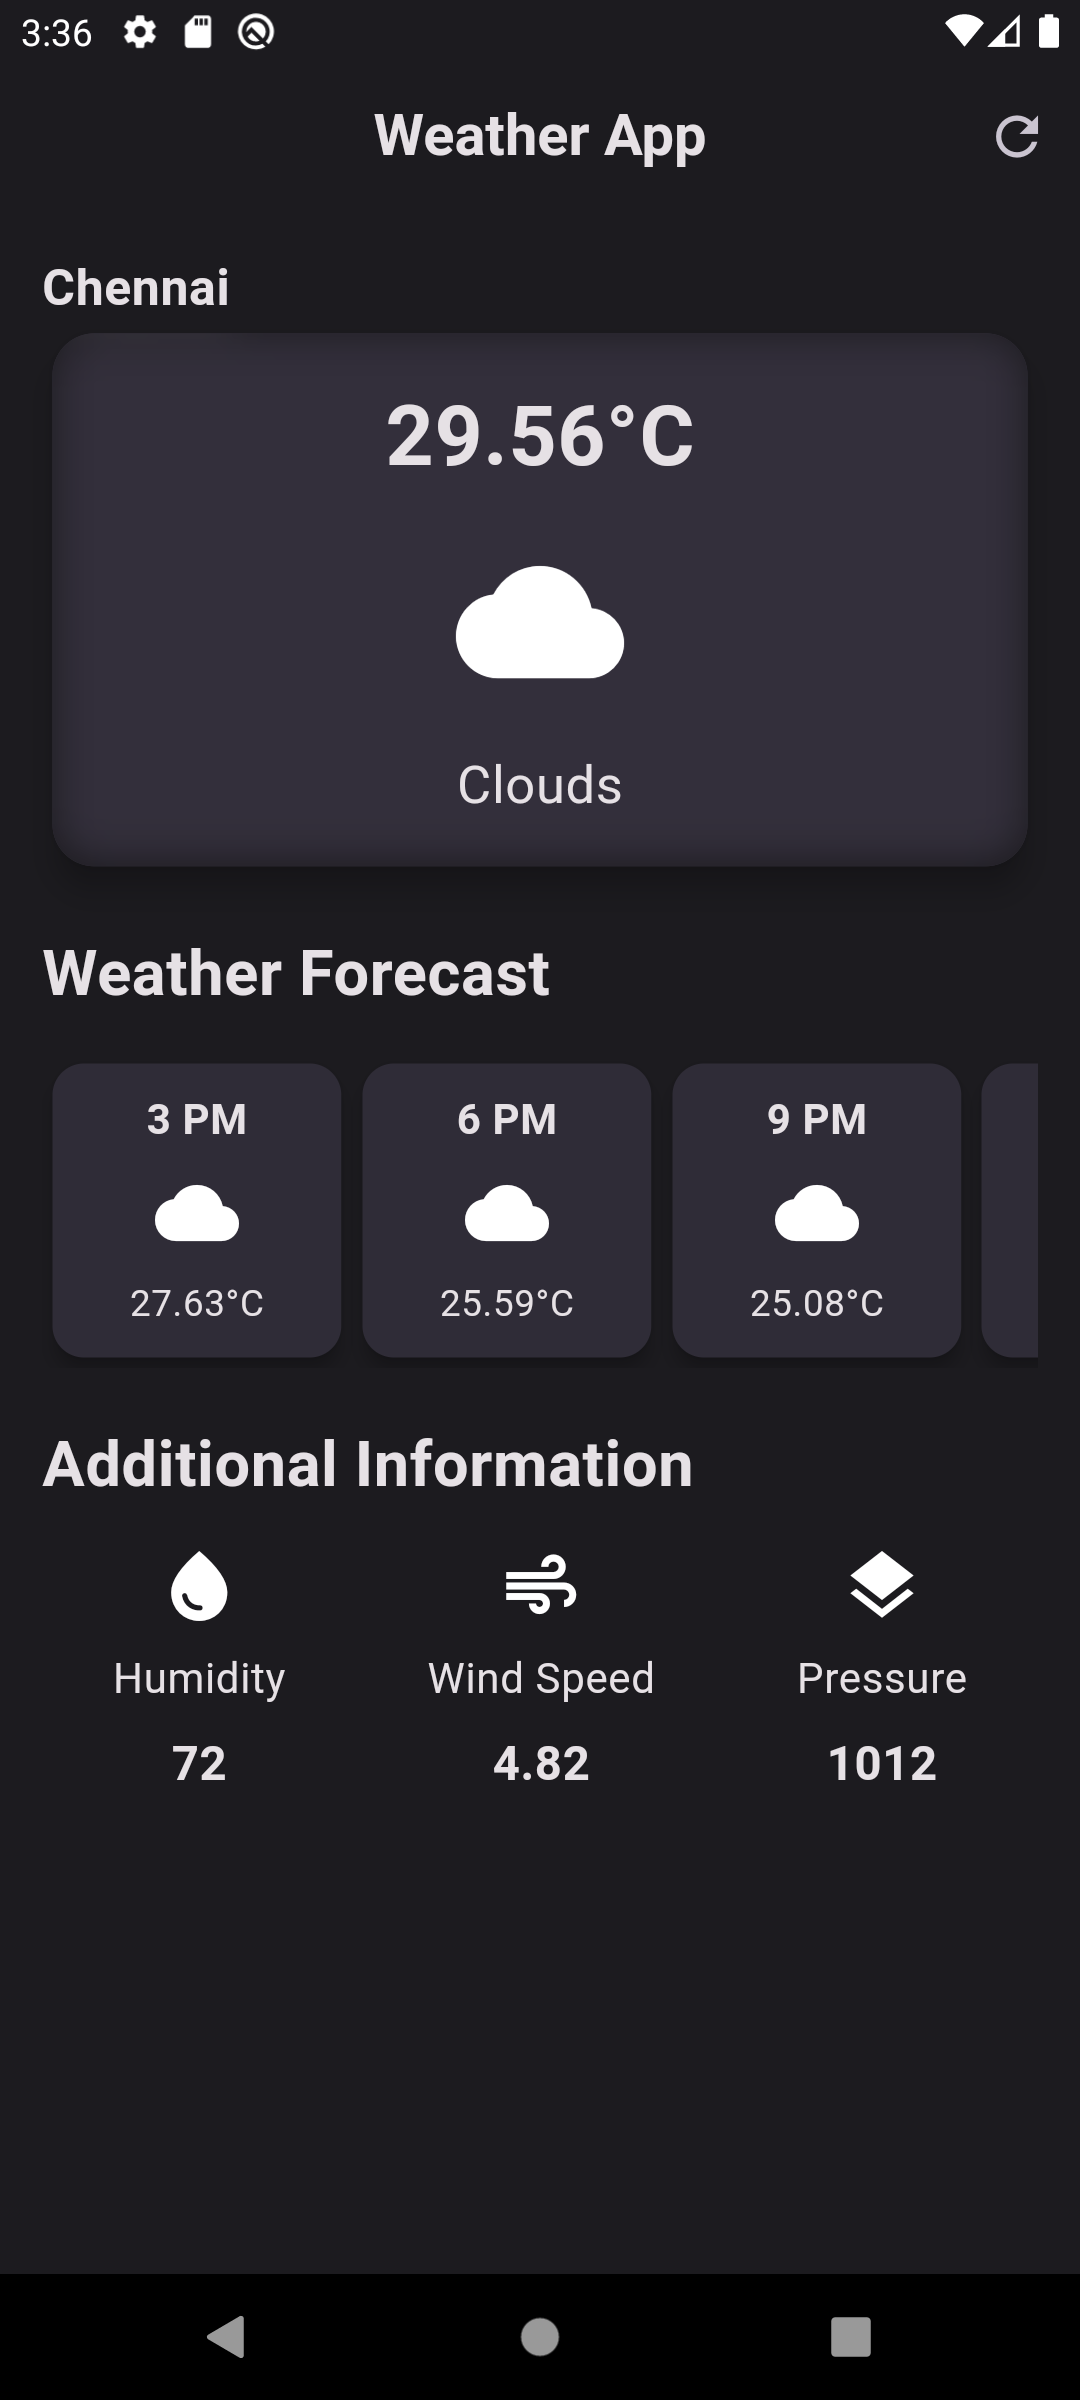 3:36
Weather App
Chennai
29.56°C
Clouds
Weather Forecast
3 PM 6 PM 9 PM
27.63°C 25.59°C 25.08°C
Additional Information
Humidity Wind Speed Pressure
72 4.82 1012